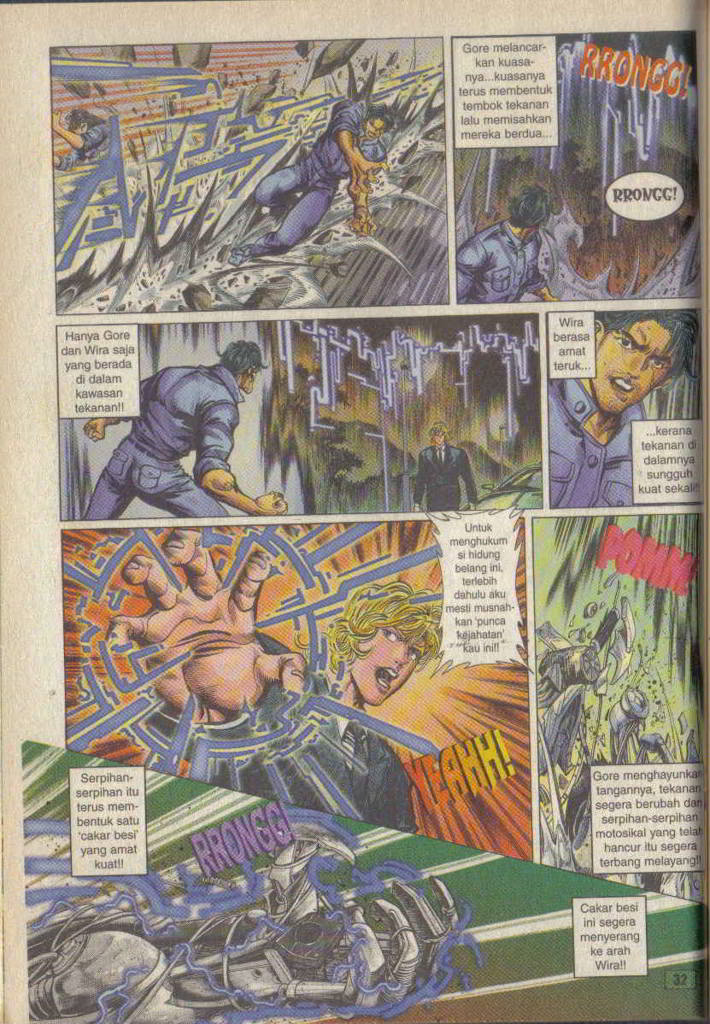 Gore melancar-
kan kuasa-
nya...kuasanya
terus membentuk
tembok tekanan
lalu memisahkan
mereka berdua...
RRONGG!
RRONGG!
Hanya Gore
dan Wira saja
yang berada
di dalam
kawasan
tekanan!!
Wira
berasa
amat
teruk...
...kerana
tekanan di
dalamnya
sungguh
kuat sekali!!
Untuk
menghukum
si hidung
belang ini,
terlebih
dahulu aku
mesti musnah-
kan 'punca
kejahatan'
kau ini!!
YEAHH!
POMM!
Gore menghayunkan
tangannya, tekanan
segera berubah dan
serpihan-serpihan
motosikal yang telah
hancur itu segera
terbang melayang!!
Serpihan-
serpihan itu
terus mem-
bentuk satu
'cakar besi'
yang amat
kuat!!
RRONGG!
Cakar besi
ini segera
menyerang
ke arah
Wira!!
32